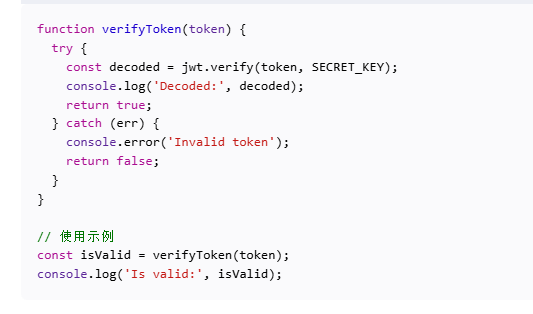 function verifyToken(token) {
  try {
    const decoded = jwt.verify(token, SECRET_KEY);
    console.log('Decoded:', decoded);
    return true;
  } catch (err) {
    console.error('Invalid token');
    return false;
  }
}

// 使用示例
const isValid = verifyToken(token);
console.log('Is valid:', isValid);